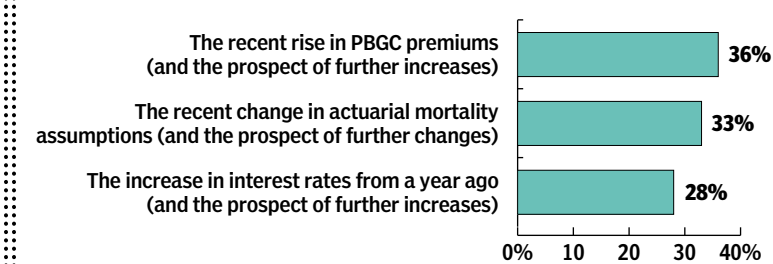 The recent rise in PBGC premiums
(and the prospect of further increases)
36%
The recent change in actuarial mortality
assumptions (and the prospect of further changes)
33%
The increase in interest rates from a year ago
(and the prospect of further increases)
28%
0% 10 20 30 40%